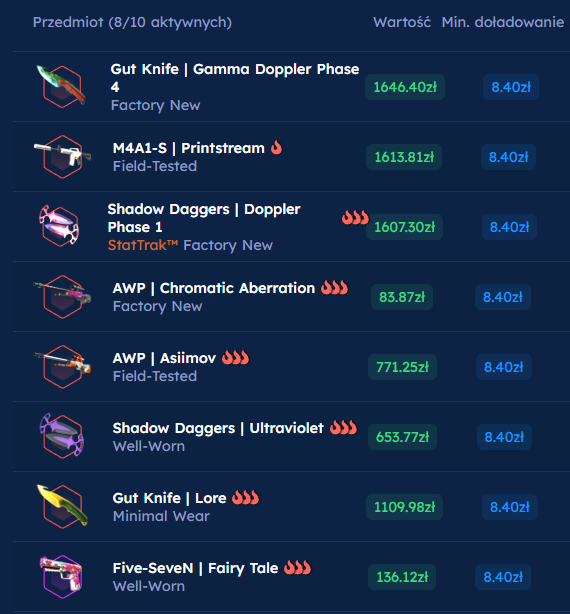 Przedmiot (8/10 aktywnych) Wartość Min. doładowanie
Gut Knife | Gamma Doppler Phase
4
Factory New
1646.40zł 8.40zł
M4A1-S | Printstream
Field-Tested
1613.81zł 8.40zł
Shadow Daggers | Doppler
Phase 1
StatTrak™ Factory New
1607.30zł 8.40zł
AWP | Chromatic Aberration
Factory New
83.87zł 8.40zł
AWP | Asiimov
Field-Tested
771.25zł 8.40zł
Shadow Daggers | Ultraviolet
Well-Worn
653.77zł 8.40zł
Gut Knife | Lore
Minimal Wear
1109.98zł 8.40zł
Five-SeveN | Fairy Tale
Well-Worn
136.12zł 8.40zł